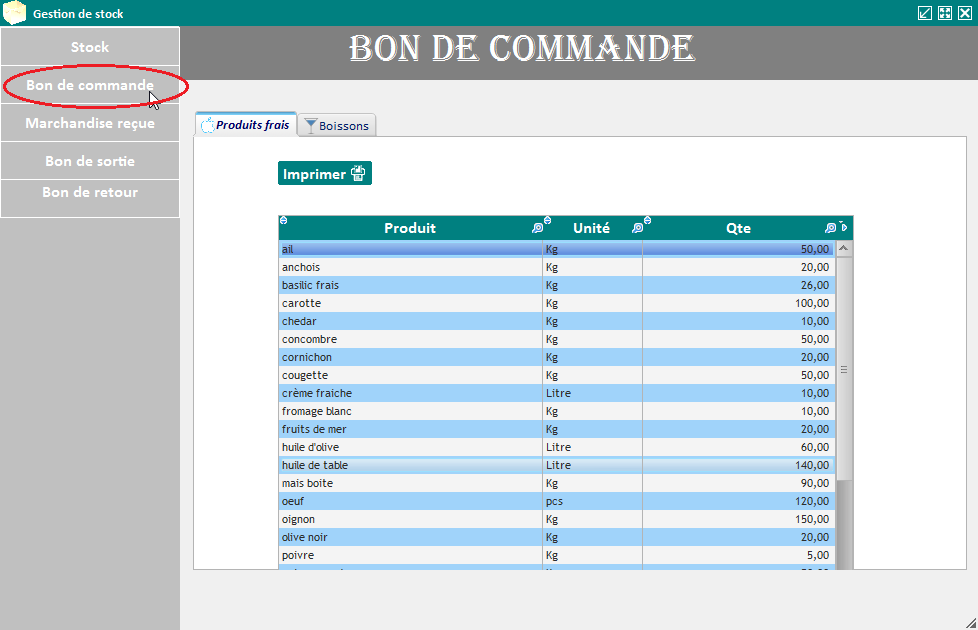 Gestion de stock
Stock
Bon de commande
Marchandise reçue
Bon de sortie
Bon de retour
BON DE COMMANDE
Produits frais Boissons
Imprimer
Produit Unité Qte
ail Kg 50,00
anchois Kg 20,00
basilic frais Kg 26,00
carotte Kg 100,00
chedar Kg 10,00
concombre Kg 50,00
cornichon Kg 20,00
cougette Kg 50,00
crème fraiche Litre 10,00
fromage blanc Kg 10,00
fruits de mer Kg 20,00
huile d'olive Litre 60,00
huile de table Litre 140,00
mais boite Kg 90,00
oeuf pcs 120,00
oignon Kg 150,00
olive noir Kg 20,00
poivre Kg 5,00